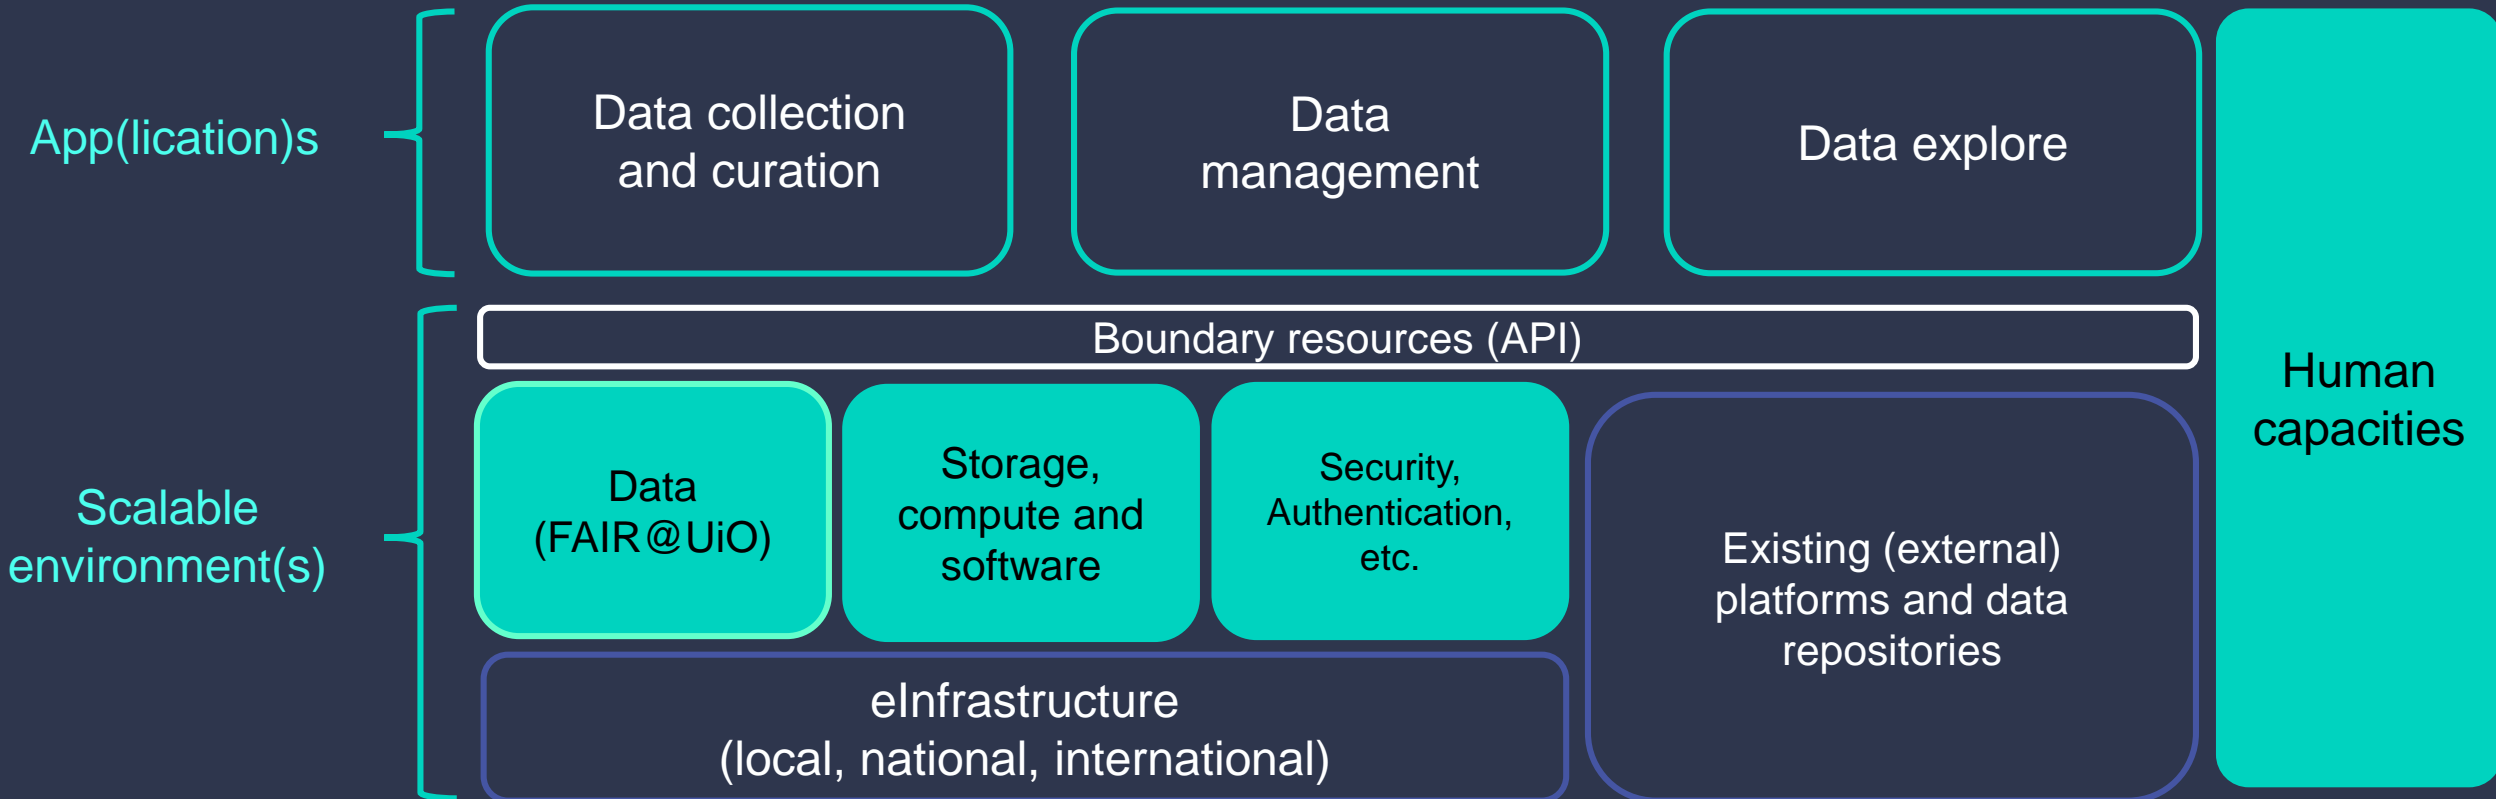 App(lication)s
Data collection
and curation
Data
management
Data explore
Human
capacities
Scalable
environment(s)
Boundary resources (API)
Data
(FAIR@UiO)
Storage,
compute and
software
Security,
Authentication,
etc.
Existing (external)
platforms and data
repositories
eInfrastructure
(local, national, international)